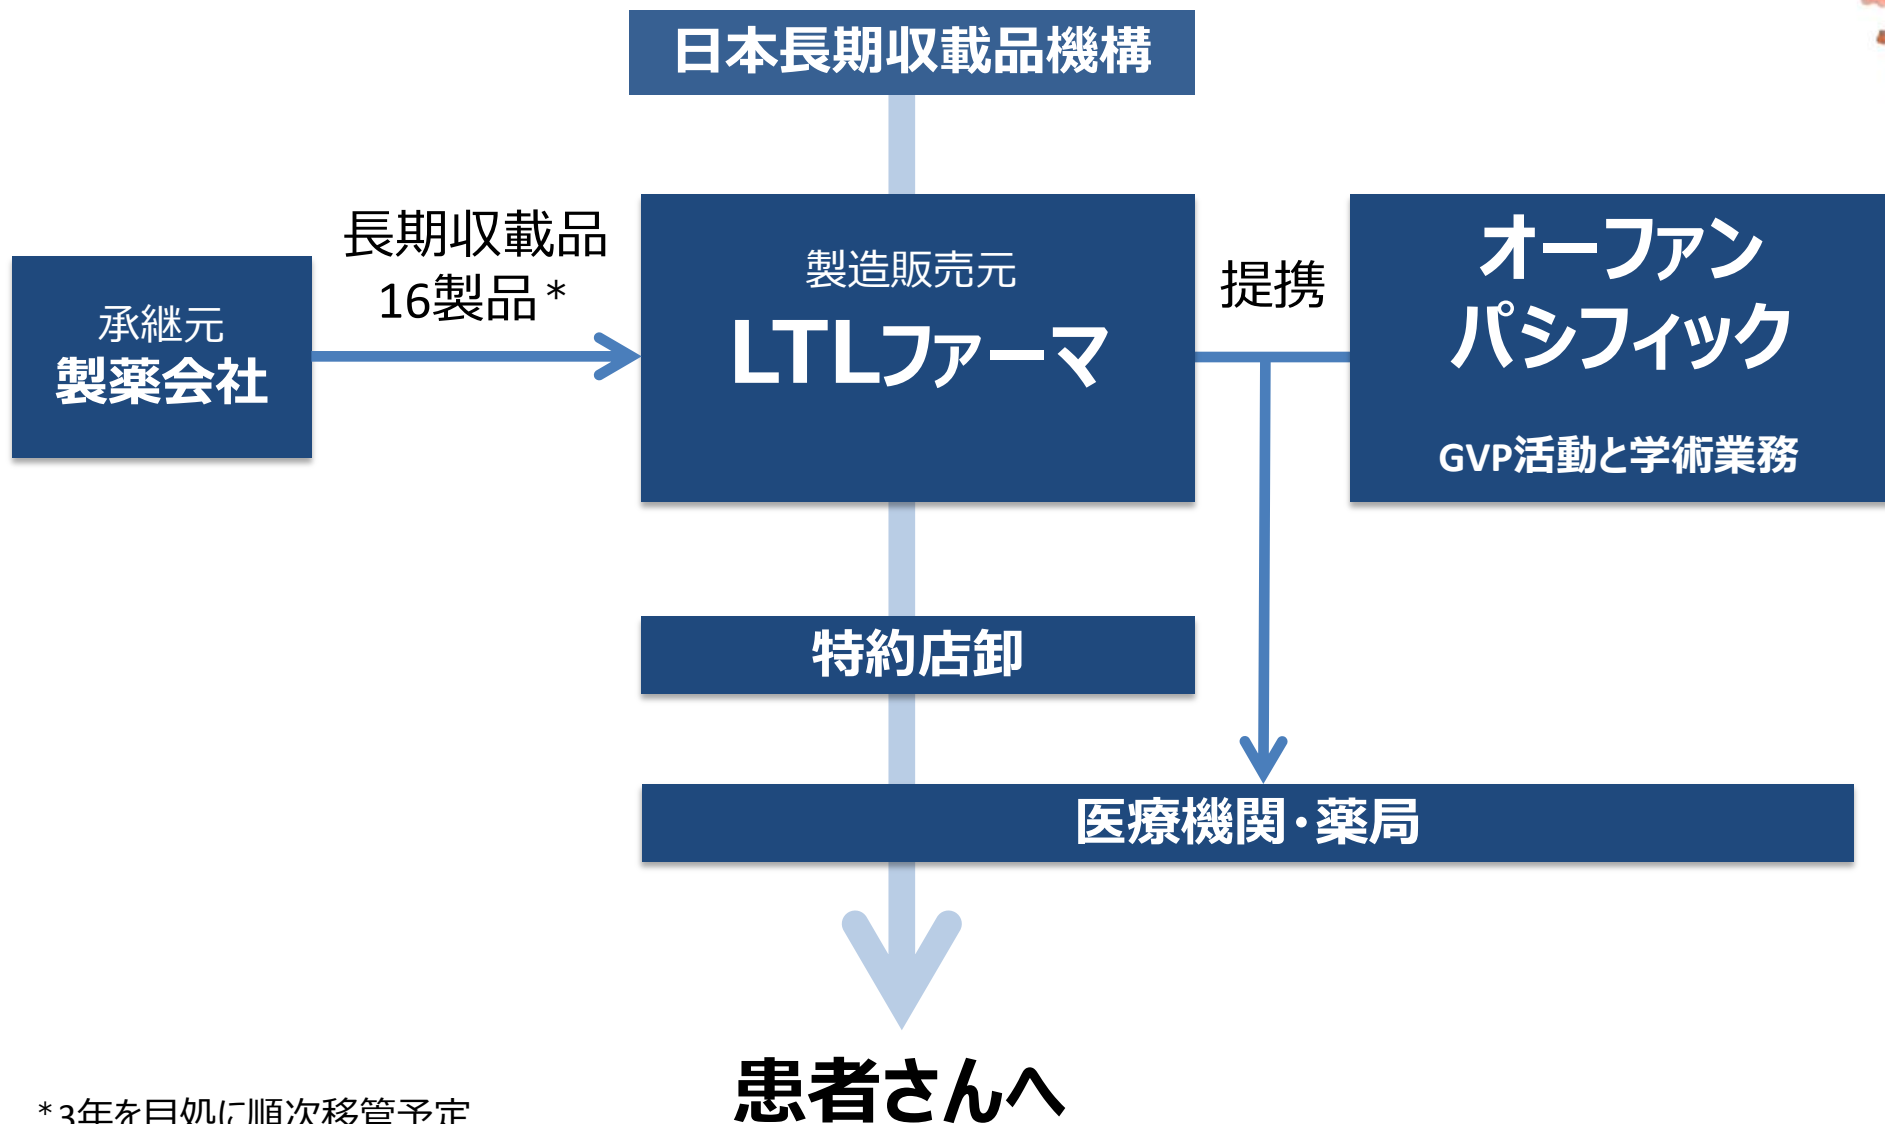 日本長期収載品機構
長期収載品
16製品*
承継元
製薬会社
製造販売元
LTLファーマ
提携
オーファン
パシフィック
GVP活動と学術業務
特約店卸
医療機関・薬局
患者さんへ
*3年を目処に順次移管予定